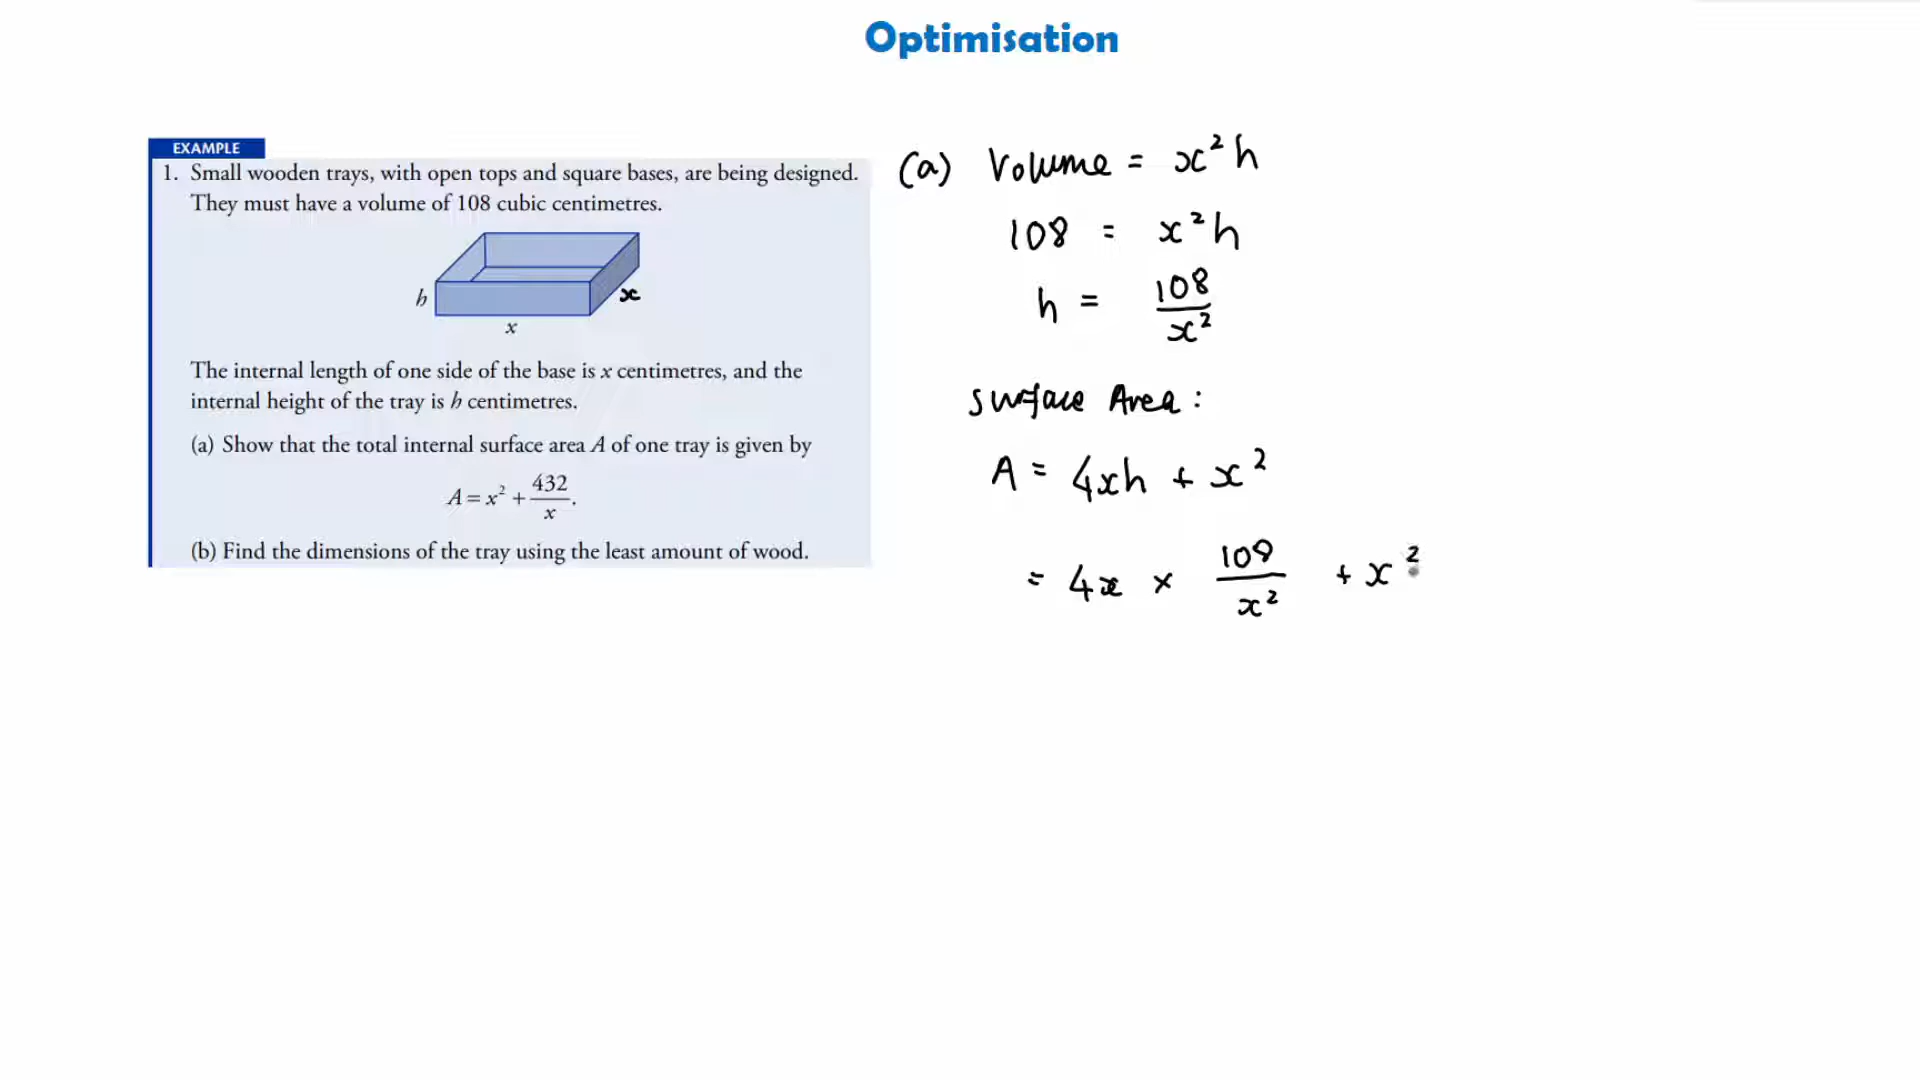 Optimisation
EXAMPLE
1. Small wooden trays, with open tops and square bases, are being designed.
They must have a volume of 108 cubic centimetres.
h
x
x
The internal length of one side of the base is x centimetres, and the
internal height of the tray is h centimetres.
(a) Show that the total internal surface area A of one tray is given by
A = x² + 432/x.
(b) Find the dimensions of the tray using the least amount of wood.
(a) Volume = x²h
108 = x²h
h = 108/x²
Surface Area:
A = 4xh + x²
= 4x × 108/x² + x²